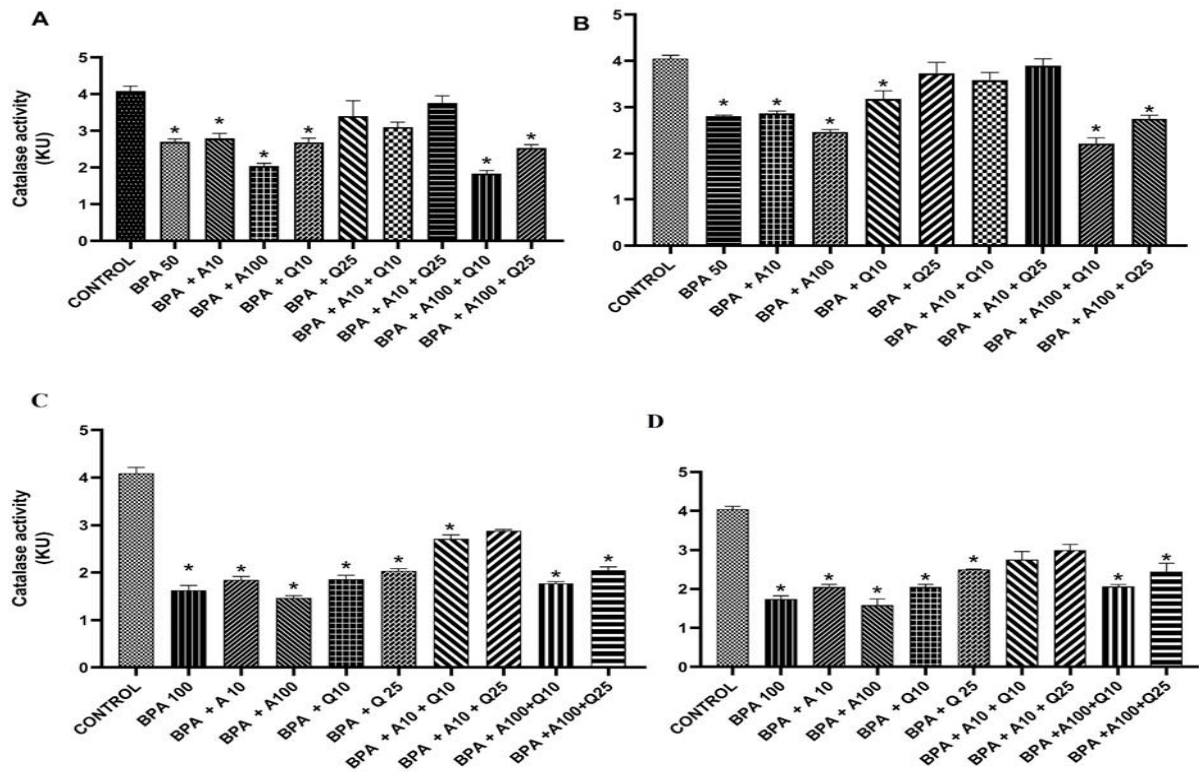 A
Catalase activity
(KU)
5
4
3
2
1
0
* * * * * *
CONTROL
BPA 50
BPA + A10
BPA + A100
BPA + Q10
BPA + Q25
BPA + A10 + Q10
BPA + A10 + Q25
BPA + A100 + Q10
BPA + A100 + Q25
B
5
4
3
2
1
0
* * * * * *
CONTROL
BPA 50
BPA + A10
BPA + A100
BPA + Q10
BPA + Q25
BPA + A10 + Q10
BPA + A10 + Q25
BPA + A100 + Q10
BPA + A100 + Q25
C
Catalase activity
(KU)
5
4
3
2
1
0
* * * * * * * *
CONTROL
BPA 100
BPA + A 10
BPA + A100
BPA + Q10
BPA + Q 25
BPA + A10 + Q10
BPA + A10 + Q25
BPA + A100+Q10
BPA +A100+Q25
D
5
4
3
2
1
0
* * * * * * *
CONTROL
BPA 100
BPA + A 10
BPA + A100
BPA + Q10
BPA + Q 25
BPA + A10 + Q10
BPA + A10 + Q25
BPA +A100+Q10
BPA +A100+Q25